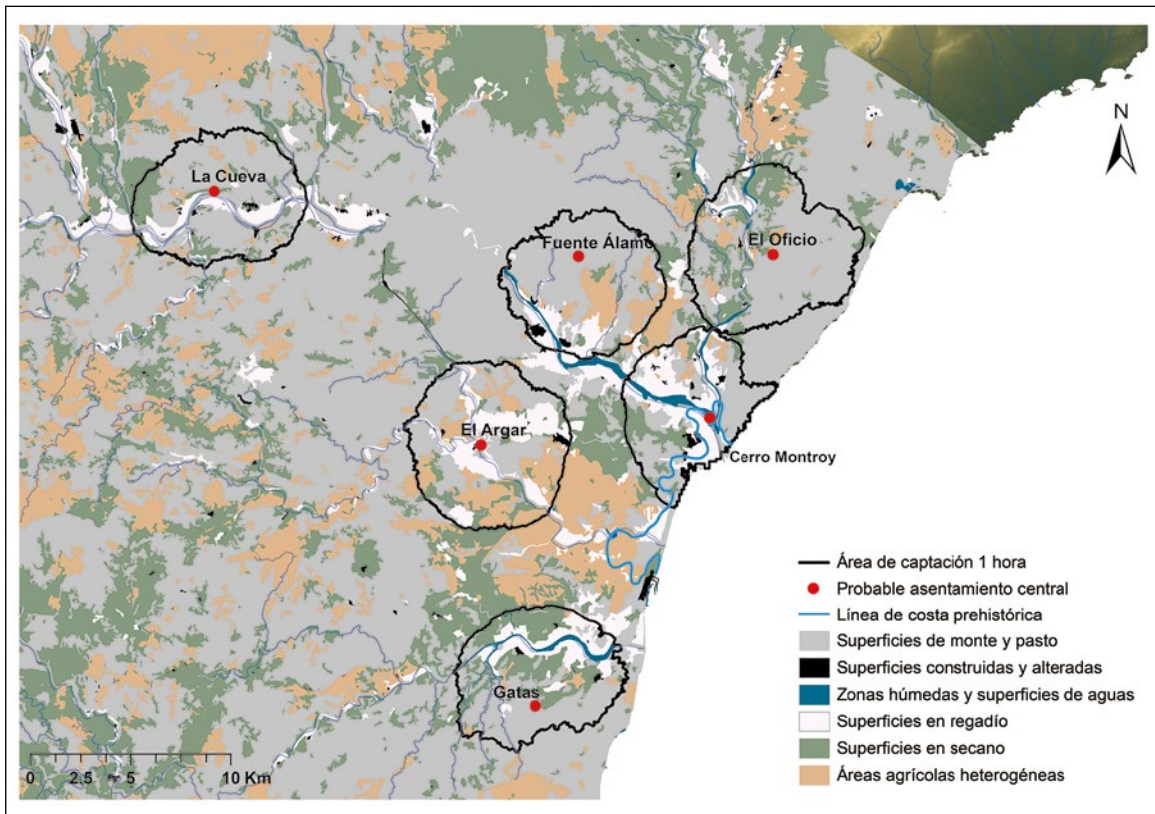 N
La Cueva
Fuente Álamo
El Oficio
El Argar
Cerro Montroy
Gatas
0 2.5 5 10 Km
Área de captación 1 hora
Probable asentamiento central
Línea de costa prehistórica
Superficies de monte y pasto
Superficies construidas y alteradas
Zonas húmedas y superficies de aguas
Superficies en regadío
Superficies en secano
Áreas agrícolas heterogéneas